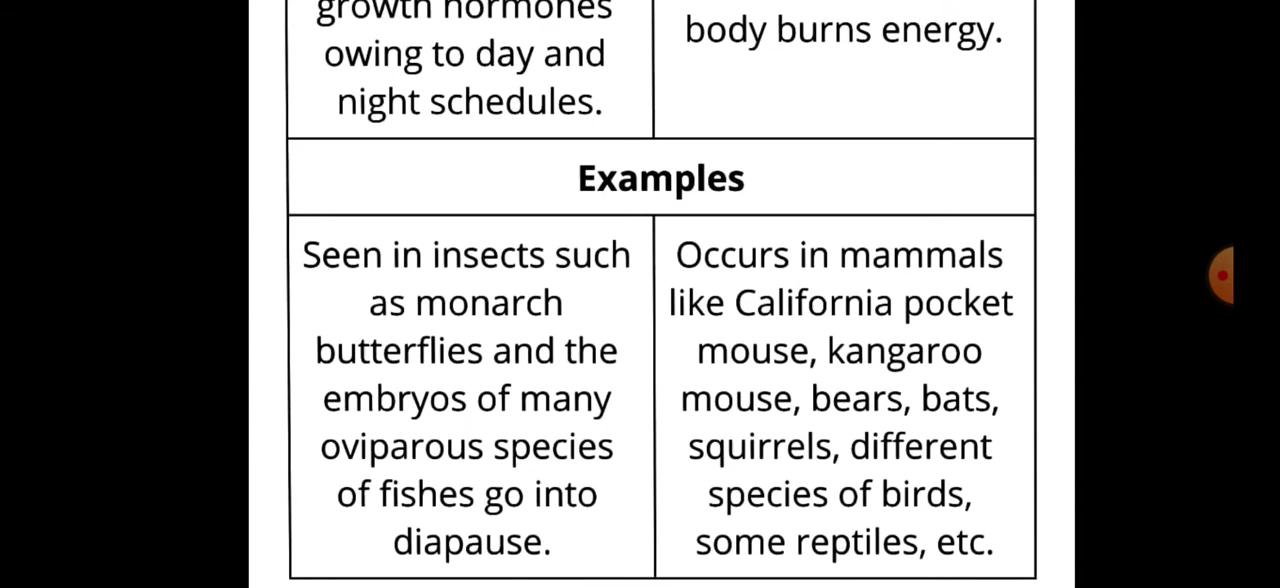 growth hormones
owing to day and
night schedules.
body burns energy.
Examples
Seen in insects such
as monarch
butterflies and the
embryos of many
oviparous species
of fishes go into
diapause.
Occurs in mammals
like California pocket
mouse, kangaroo
mouse, bears, bats,
squirrels, different
species of birds,
some reptiles, etc.